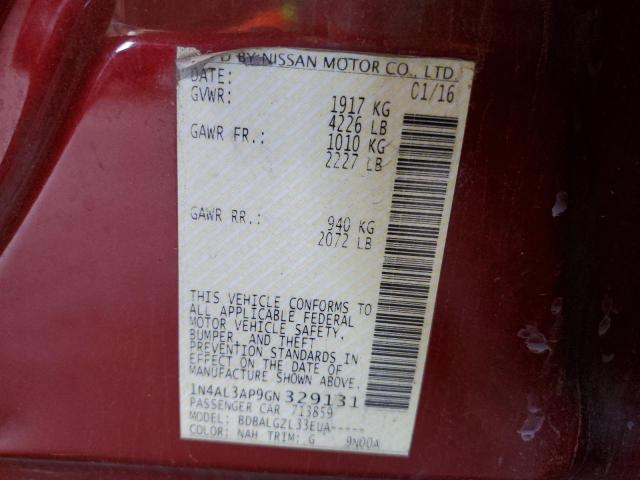 BY NISSAN MOTOR CO., LTD.
DATE: 01/16
GVWR: 1917 KG
4226 LB
GAWR FR.: 1010 KG
2227 LB
GAWR RR.: 940 KG
2072 LB
THIS VEHICLE CONFORMS TO
ALL APPLICABLE FEDERAL
MOTOR VEHICLE SAFETY,
BUMPER, AND THEFT
PREVENTION STANDARDS IN
EFFECT ON THE DATE OF
MANUFACTURE SHOWN ABOVE.
1N4AL3AP9GN 329131
PASSENGER CAR 713859
MODEL: BDBALGZL33EUA-----
COLOR: NAH TRIM: G 9N00A